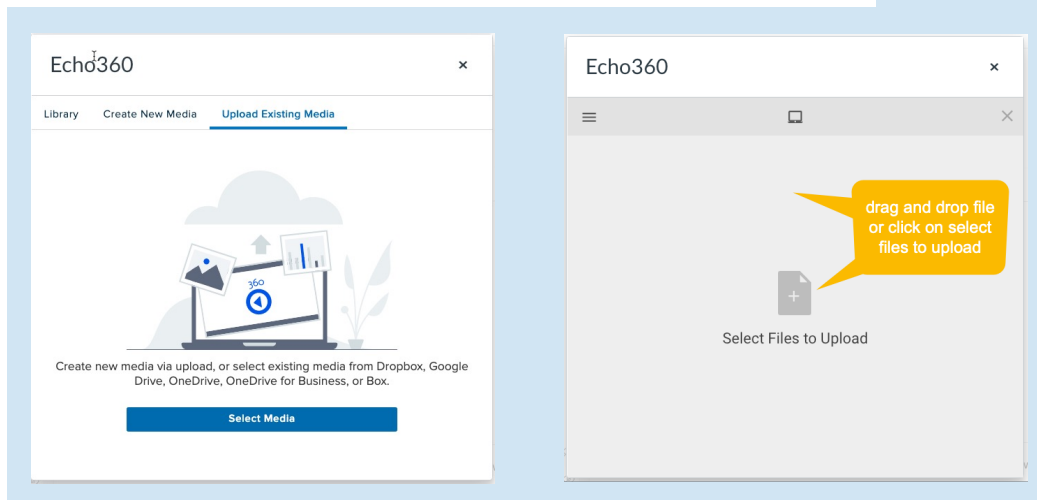 Echo360
×
Library Create New Media Upload Existing Media
360
Create new media via upload, or select existing media from Dropbox, Google
Drive, OneDrive, OneDrive for Business, or Box.
Select Media
Echo360
×
drag and drop file
or click on select
files to upload
Select Files to Upload